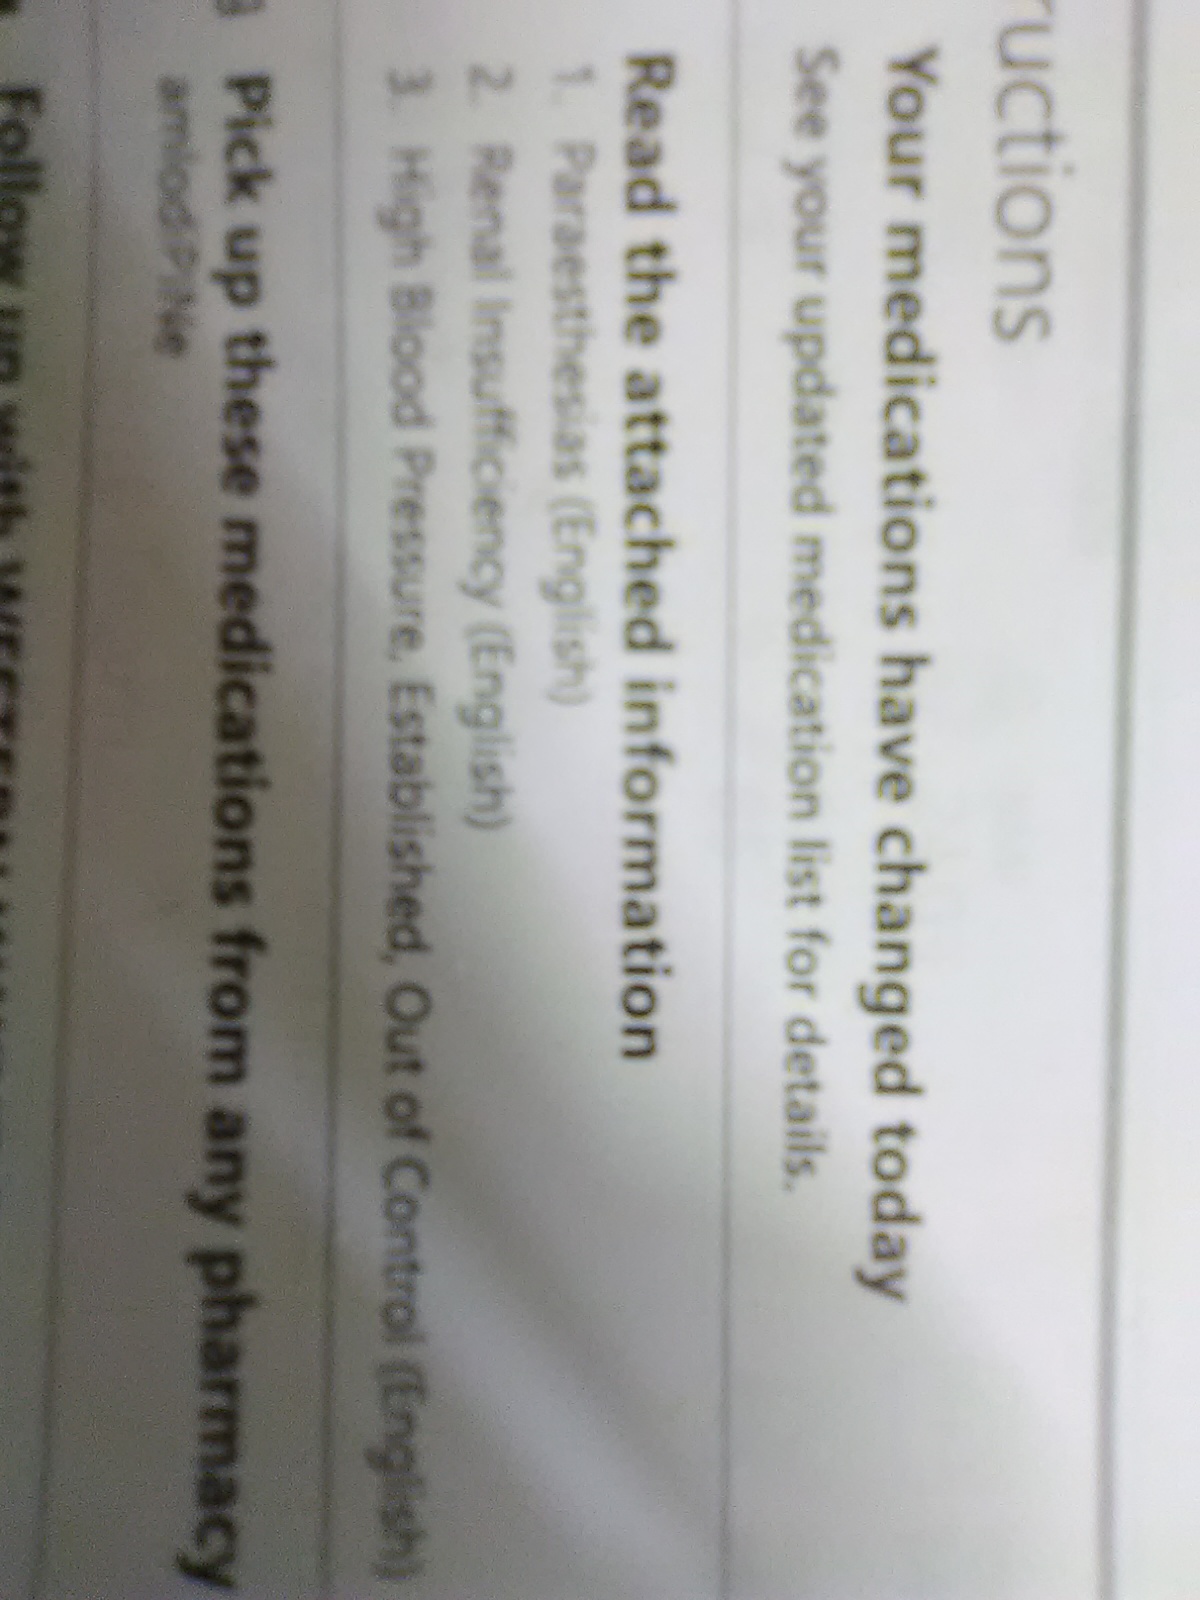 ructions
Your medications have changed today
See your updated medication list for details.
Read the attached information
1. Paraesthesias (English)
2. Renal Insufficiency (English)
3. High Blood Pressure, Established, Out of Control (English)
Pick up these medications from any pharmacy
amlodiPINe
Follow up with WESTERN